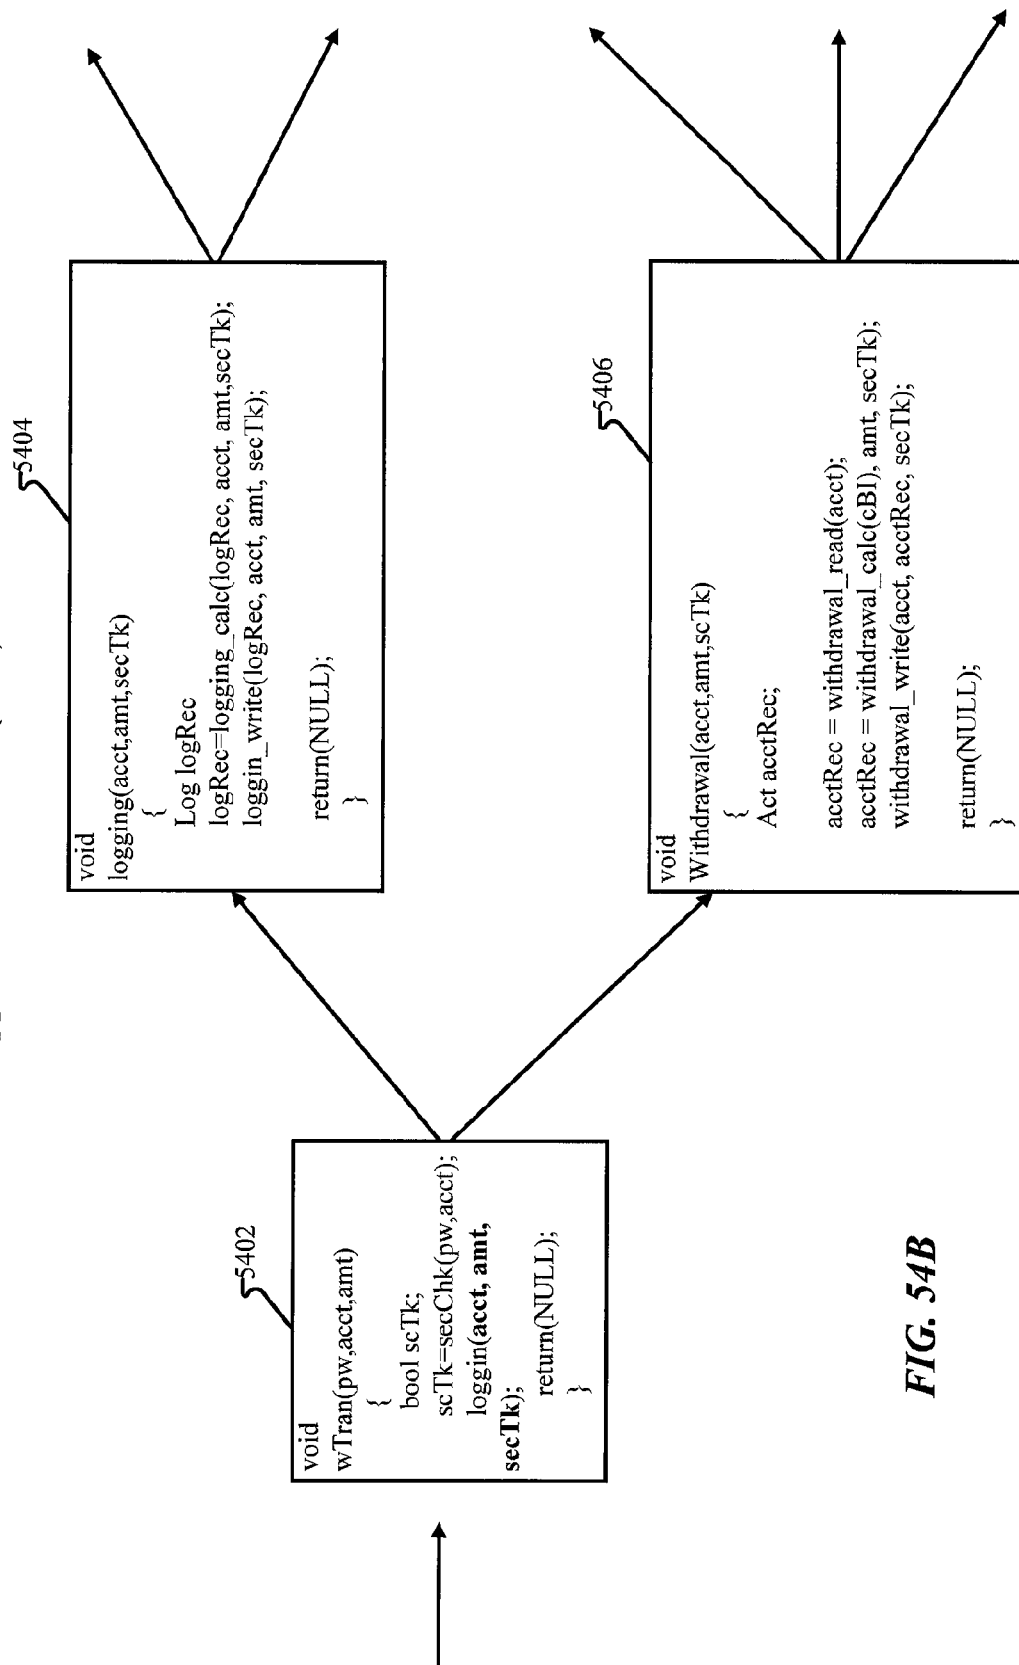 5402
void
wTran(pw,acct,amt)
{
bool scTk;
scTk=secChk(pw,acct);
loggin(acct, amt,
secTk);
return(NULL);
}
5404
void
logging(acct,amt,secTk)
{
Log logRec
logRec=logging_calc(logRec, acct, amt,secTk);
loggin_write(logRec, acct, amt, secTk);
return(NULL);
}
5406
void
Withdrawal(acct,amt,scTk)
{
Act acctRec;
acctRec = withdrawal_read(acct);
acctRec = withdrawal_calc(cBl), amt, secTk);
withdrawal_write(acct, acctRec, secTk);
return(NULL);
}
FIG. 54B